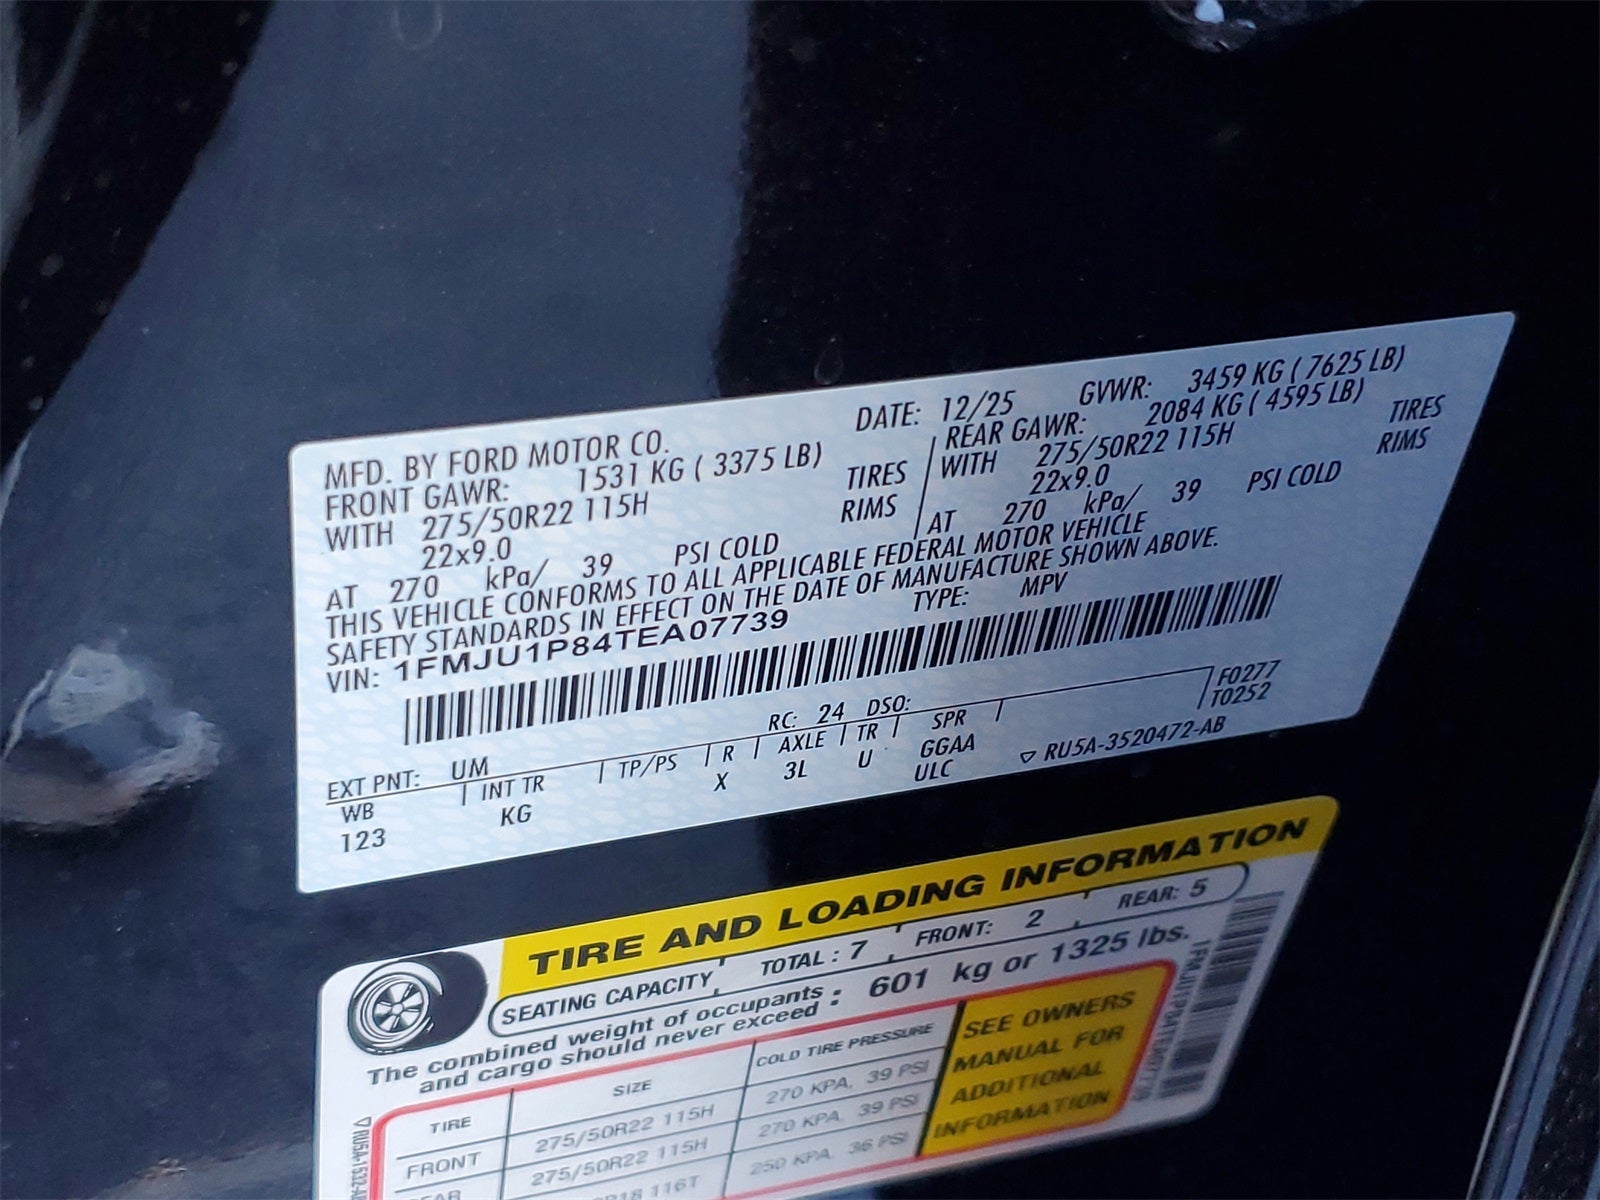 MFD. BY FORD MOTOR CO.
DATE: 12/25 GVWR: 3459 KG ( 7625 LB)
FRONT GAWR: 1531 KG ( 3375 LB)
WITH 275/50R22 115H TIRES
22x9.0 RIMS
AT 270 kPa/ 39 PSI COLD
REAR GAWR: 2084 KG ( 4595 LB)
WITH 275/50R22 115H TIRES
22x9.0 RIMS
AT 270 kPa/ 39 PSI COLD
THIS VEHICLE CONFORMS TO ALL APPLICABLE FEDERAL MOTOR VEHICLE
SAFETY STANDARDS IN EFFECT ON THE DATE OF MANUFACTURE SHOWN ABOVE.
VIN: 1FMJU1P84TEA07739 TYPE: MPV
EXT PNT: UM RC: 24 DSO: F0277
T0252
WB INT TR TP/PS R AXLE TR SPR
123 KG X 3L U GGAA
ULC
RU5A-3520472-AB
TIRE AND LOADING INFORMATION
SEATING CAPACITY TOTAL : 7 FRONT: 2 REAR: 5
The combined weight of occupants
and cargo should never exceed : 601 kg or 1325 lbs.
TIRE SIZE COLD TIRE PRESSURE
FRONT 275/50R22 115H 270 KPA, 39 PSI
275/50R22 115H 270 KPA, 39 PSI
116T 250 KPA, 36 PSI
SEE OWNERS
MANUAL FOR
ADDITIONAL
INFORMATION
1FMJU1P84TEA07739